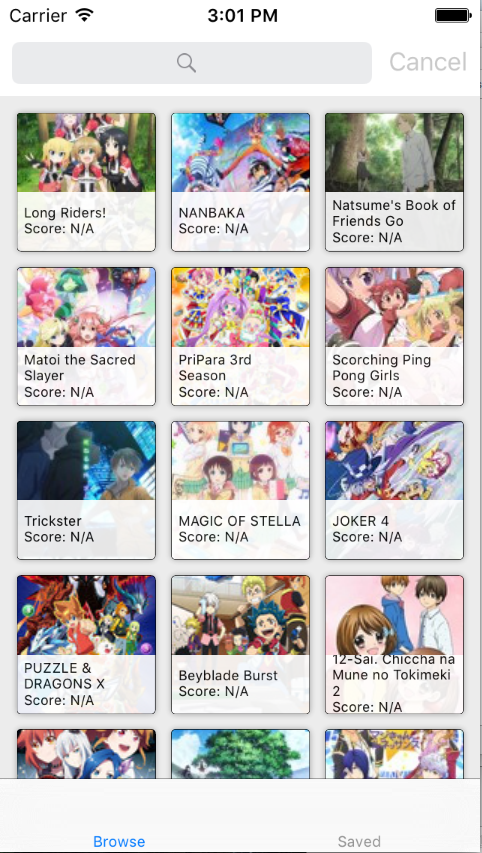 Carrier 3:01 PM
Cancel
Long Riders!
Score: N/A
NANBAKA
Score: N/A
Natsume's Book of
Friends Go
Score: N/A
Matoi the Sacred
Slayer
Score: N/A
PriPara 3rd
Season
Score: N/A
Scorching Ping
Pong Girls
Score: N/A
Trickster
Score: N/A
MAGIC OF STELLA
Score: N/A
JOKER 4
Score: N/A
PUZZLE &
DRAGONS X
Score: N/A
Beyblade Burst
Score: N/A
12-Sai. Chiccha na
Mune no Tokimeki
2
Score: N/A
Browse
Saved